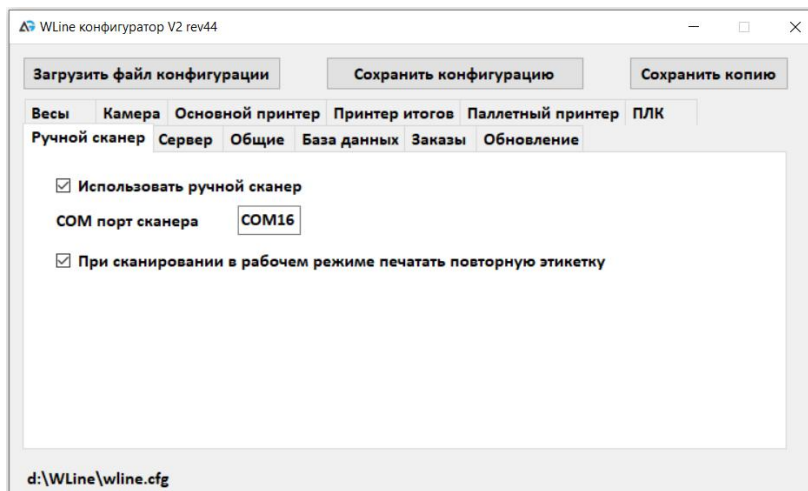 WLine конфигуратор V2 rev44
Загрузить файл конфигурации Сохранить конфигурацию Сохранить копию
Весы Камера Основной принтер Принтер итогов Паллетный принтер ПЛК
Ручной сканер Сервер Общие База данных Заказы Обновление
Использовать ручной сканер
COM порт сканера COM16
При сканировании в рабочем режиме печатать повторную этикетку
d:\WLine\wline.cfg